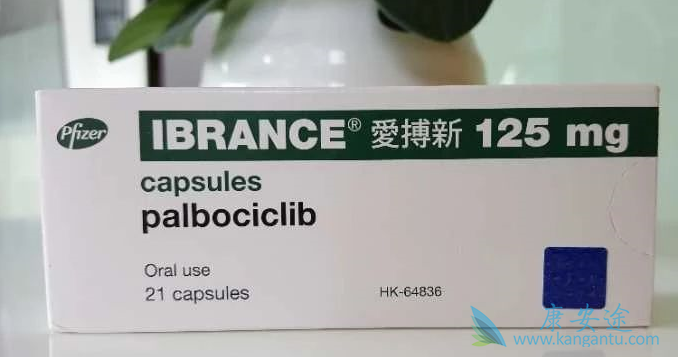 Pfizer
IBRANCE® 愛搏新 125 mg
capsules
palbociclib
Oral use
21 capsules
HK-64836
康安途
www.kangantu.com